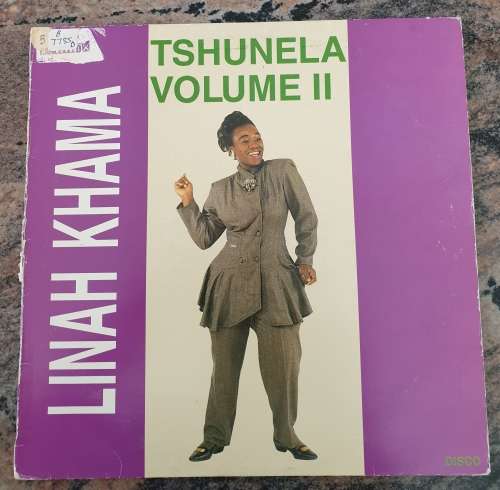 TSHUNELA
VOLUME II
LINAH KHAMA
DISCO